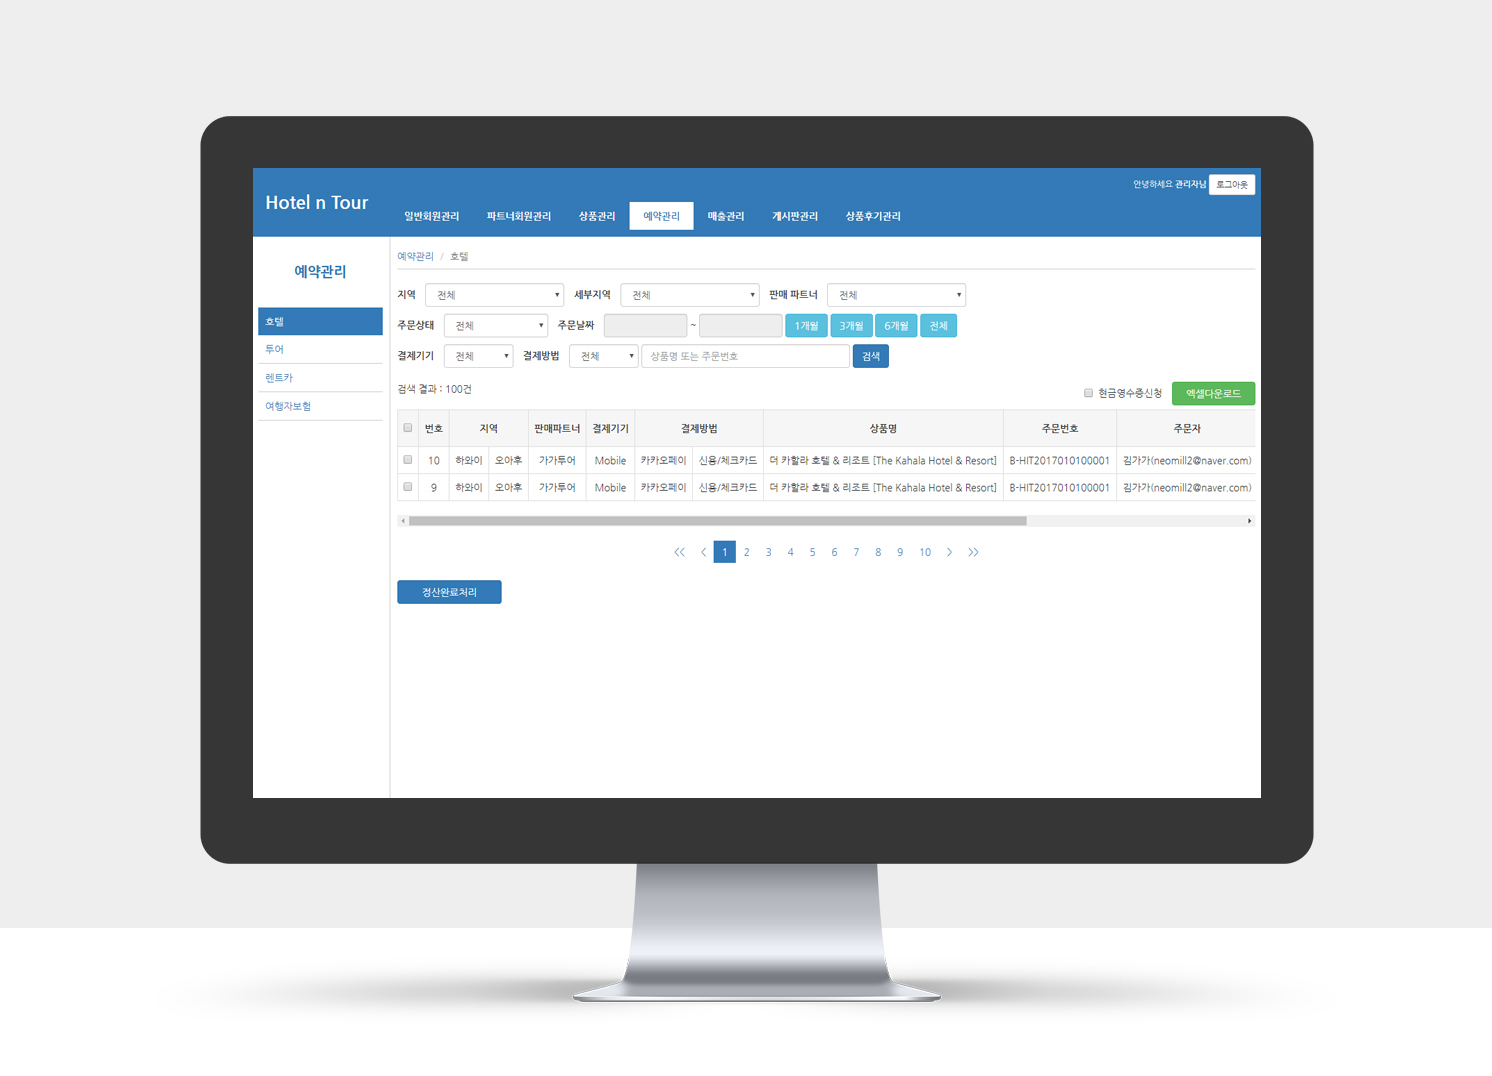 안녕하세요 관리자님 로그아웃
Hotel n Tour
일반회원관리 파트너회원관리 상품관리 예약관리 매출관리 게시판관리 상품후기관리
예약관리
호텔
투어
렌트카
여행자보험
예약관리 / 호텔
지역 전체 세부지역 전체 판매 파트너 전체
주문상태 전체 주문날짜 ~ 1개월 3개월 6개월 전체
결제기기 전체 결제방법 전체 상품명 또는 주문번호 검색
검색 결과 : 100건
현금영수증신청 엑셀다운로드
번호 지역 판매파트너 결제기기 결제방법 상품명 주문번호 주문자
10 하와이 오아후 가가투어 Mobile 카카오페이 신용/체크카드 더 카할라 호텔 & 리조트 [The Kahala Hotel & Resort] B-HIT2017010100001 김가가(neomill2@naver.com)
9 하와이 오아후 가가투어 Mobile 카카오페이 신용/체크카드 더 카할라 호텔 & 리조트 [The Kahala Hotel & Resort] B-HIT2017010100001 김가가(neomill2@naver.com)
<< < 1 2 3 4 5 6 7 8 9 10 > >>
정산완료처리